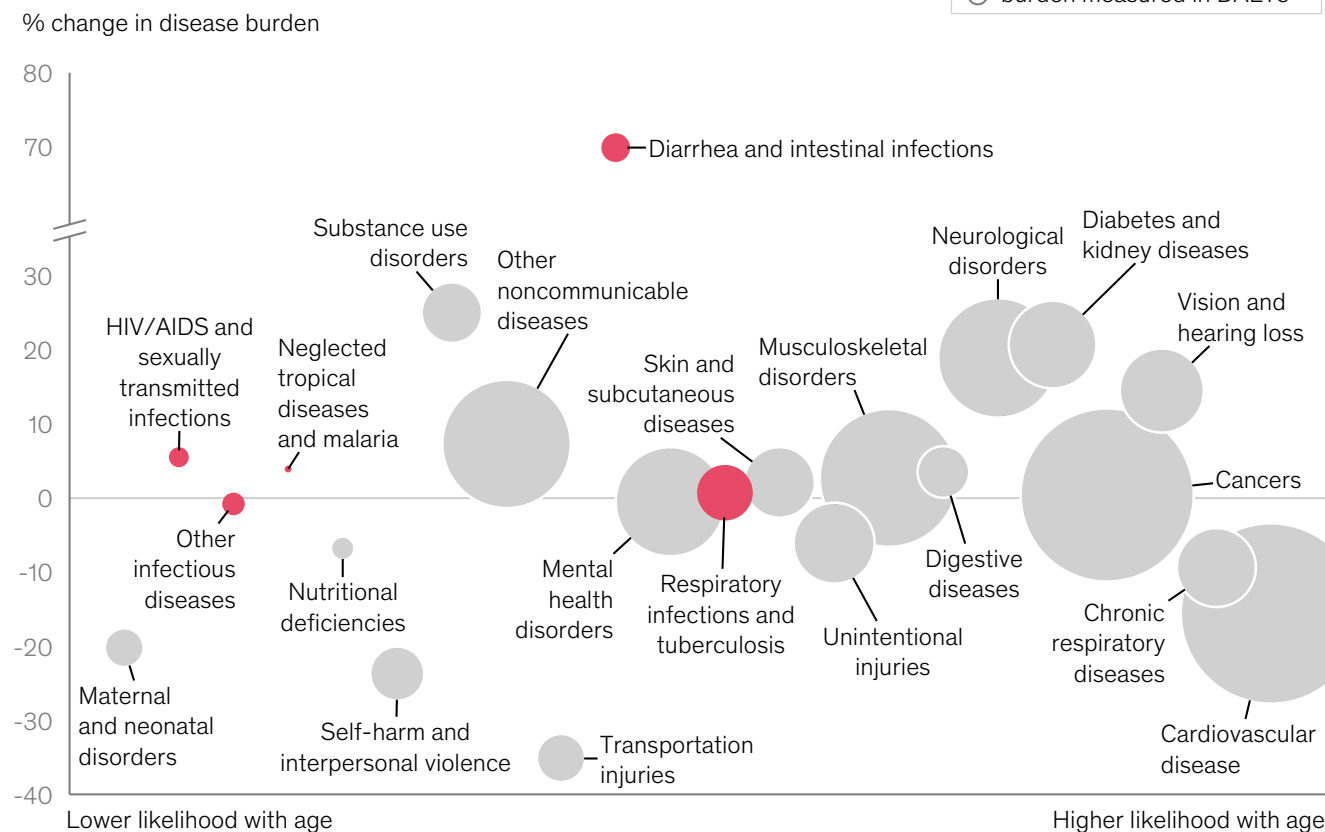 burden measured in DALYs
% change in disease burden
80
70
30
20
10
0
-10
-20
-30
-40
Diarrhea and intestinal infections
Substance use
disorders
Other
noncommunicable
diseases
Neurological
disorders
Diabetes and
kidney diseases
Vision and
hearing loss
HIV/AIDS and
sexually
transmitted
infections
Neglected
tropical
diseases
and malaria
Skin and
subcutaneous
diseases
Musculoskeletal
disorders
Cancers
Other
infectious
diseases
Nutritional
deficiencies
Mental
health
disorders
Respiratory
infections and
tuberculosis
Unintentional
injuries
Digestive
diseases
Chronic
respiratory
diseases
Maternal
and neonatal
disorders
Self-harm and
interpersonal violence
Transportation
injuries
Cardiovascular
disease
Lower likelihood with age
Higher likelihood with age